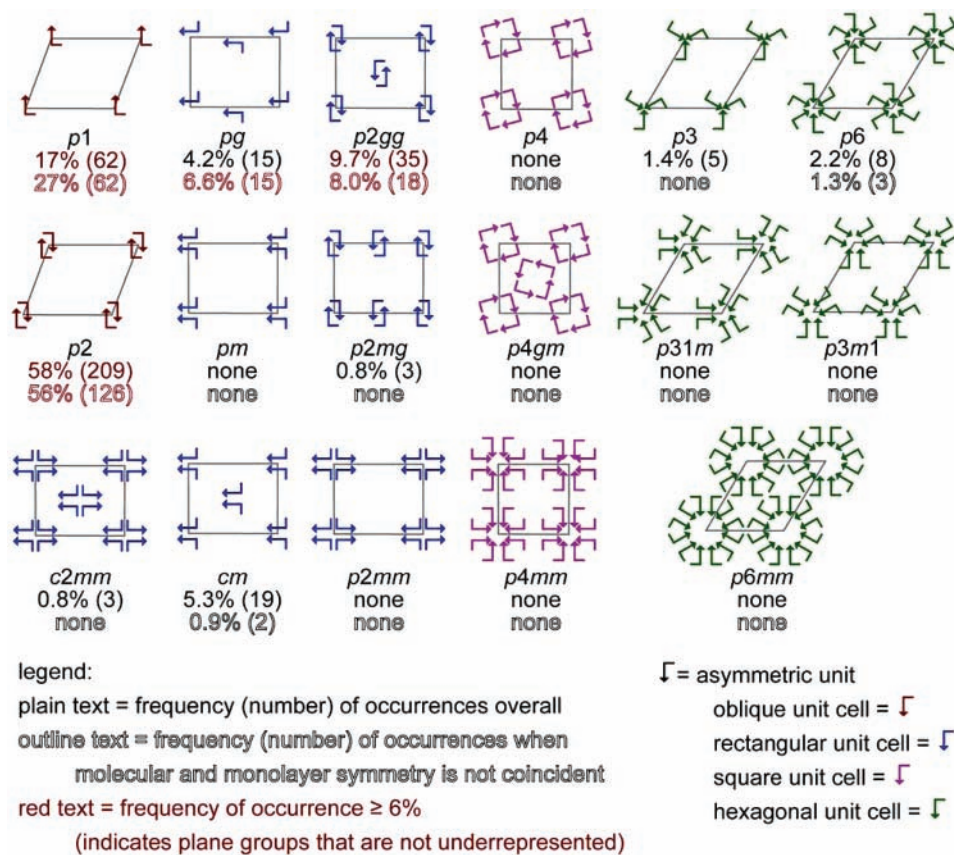 p1 pg p2gg p4 p3 p6
17% (62) 4.2% (15) 9.7% (35) none 1.4% (5) 2.2% (8)
27% (62) 6.6% (15) 8.0% (18) none none 1.3% (3)
p2 pm p2mg p4gm p31m p3m1
58% (209) none 0.8% (3) none none none
56% (126) none none none none none
c2mm cm p2mm p4mm p6mm
0.8% (3) 5.3% (19) none none none
none 0.9% (2) none none none
legend:
plain text = frequency (number) of occurrences overall
outline text = frequency (number) of occurrences when
molecular and monolayer symmetry is not coincident
red text = frequency of occurrence ≥ 6%
(indicates plane groups that are not underrepresented)
= asymmetric unit
oblique unit cell =
rectangular unit cell =
square unit cell =
hexagonal unit cell =